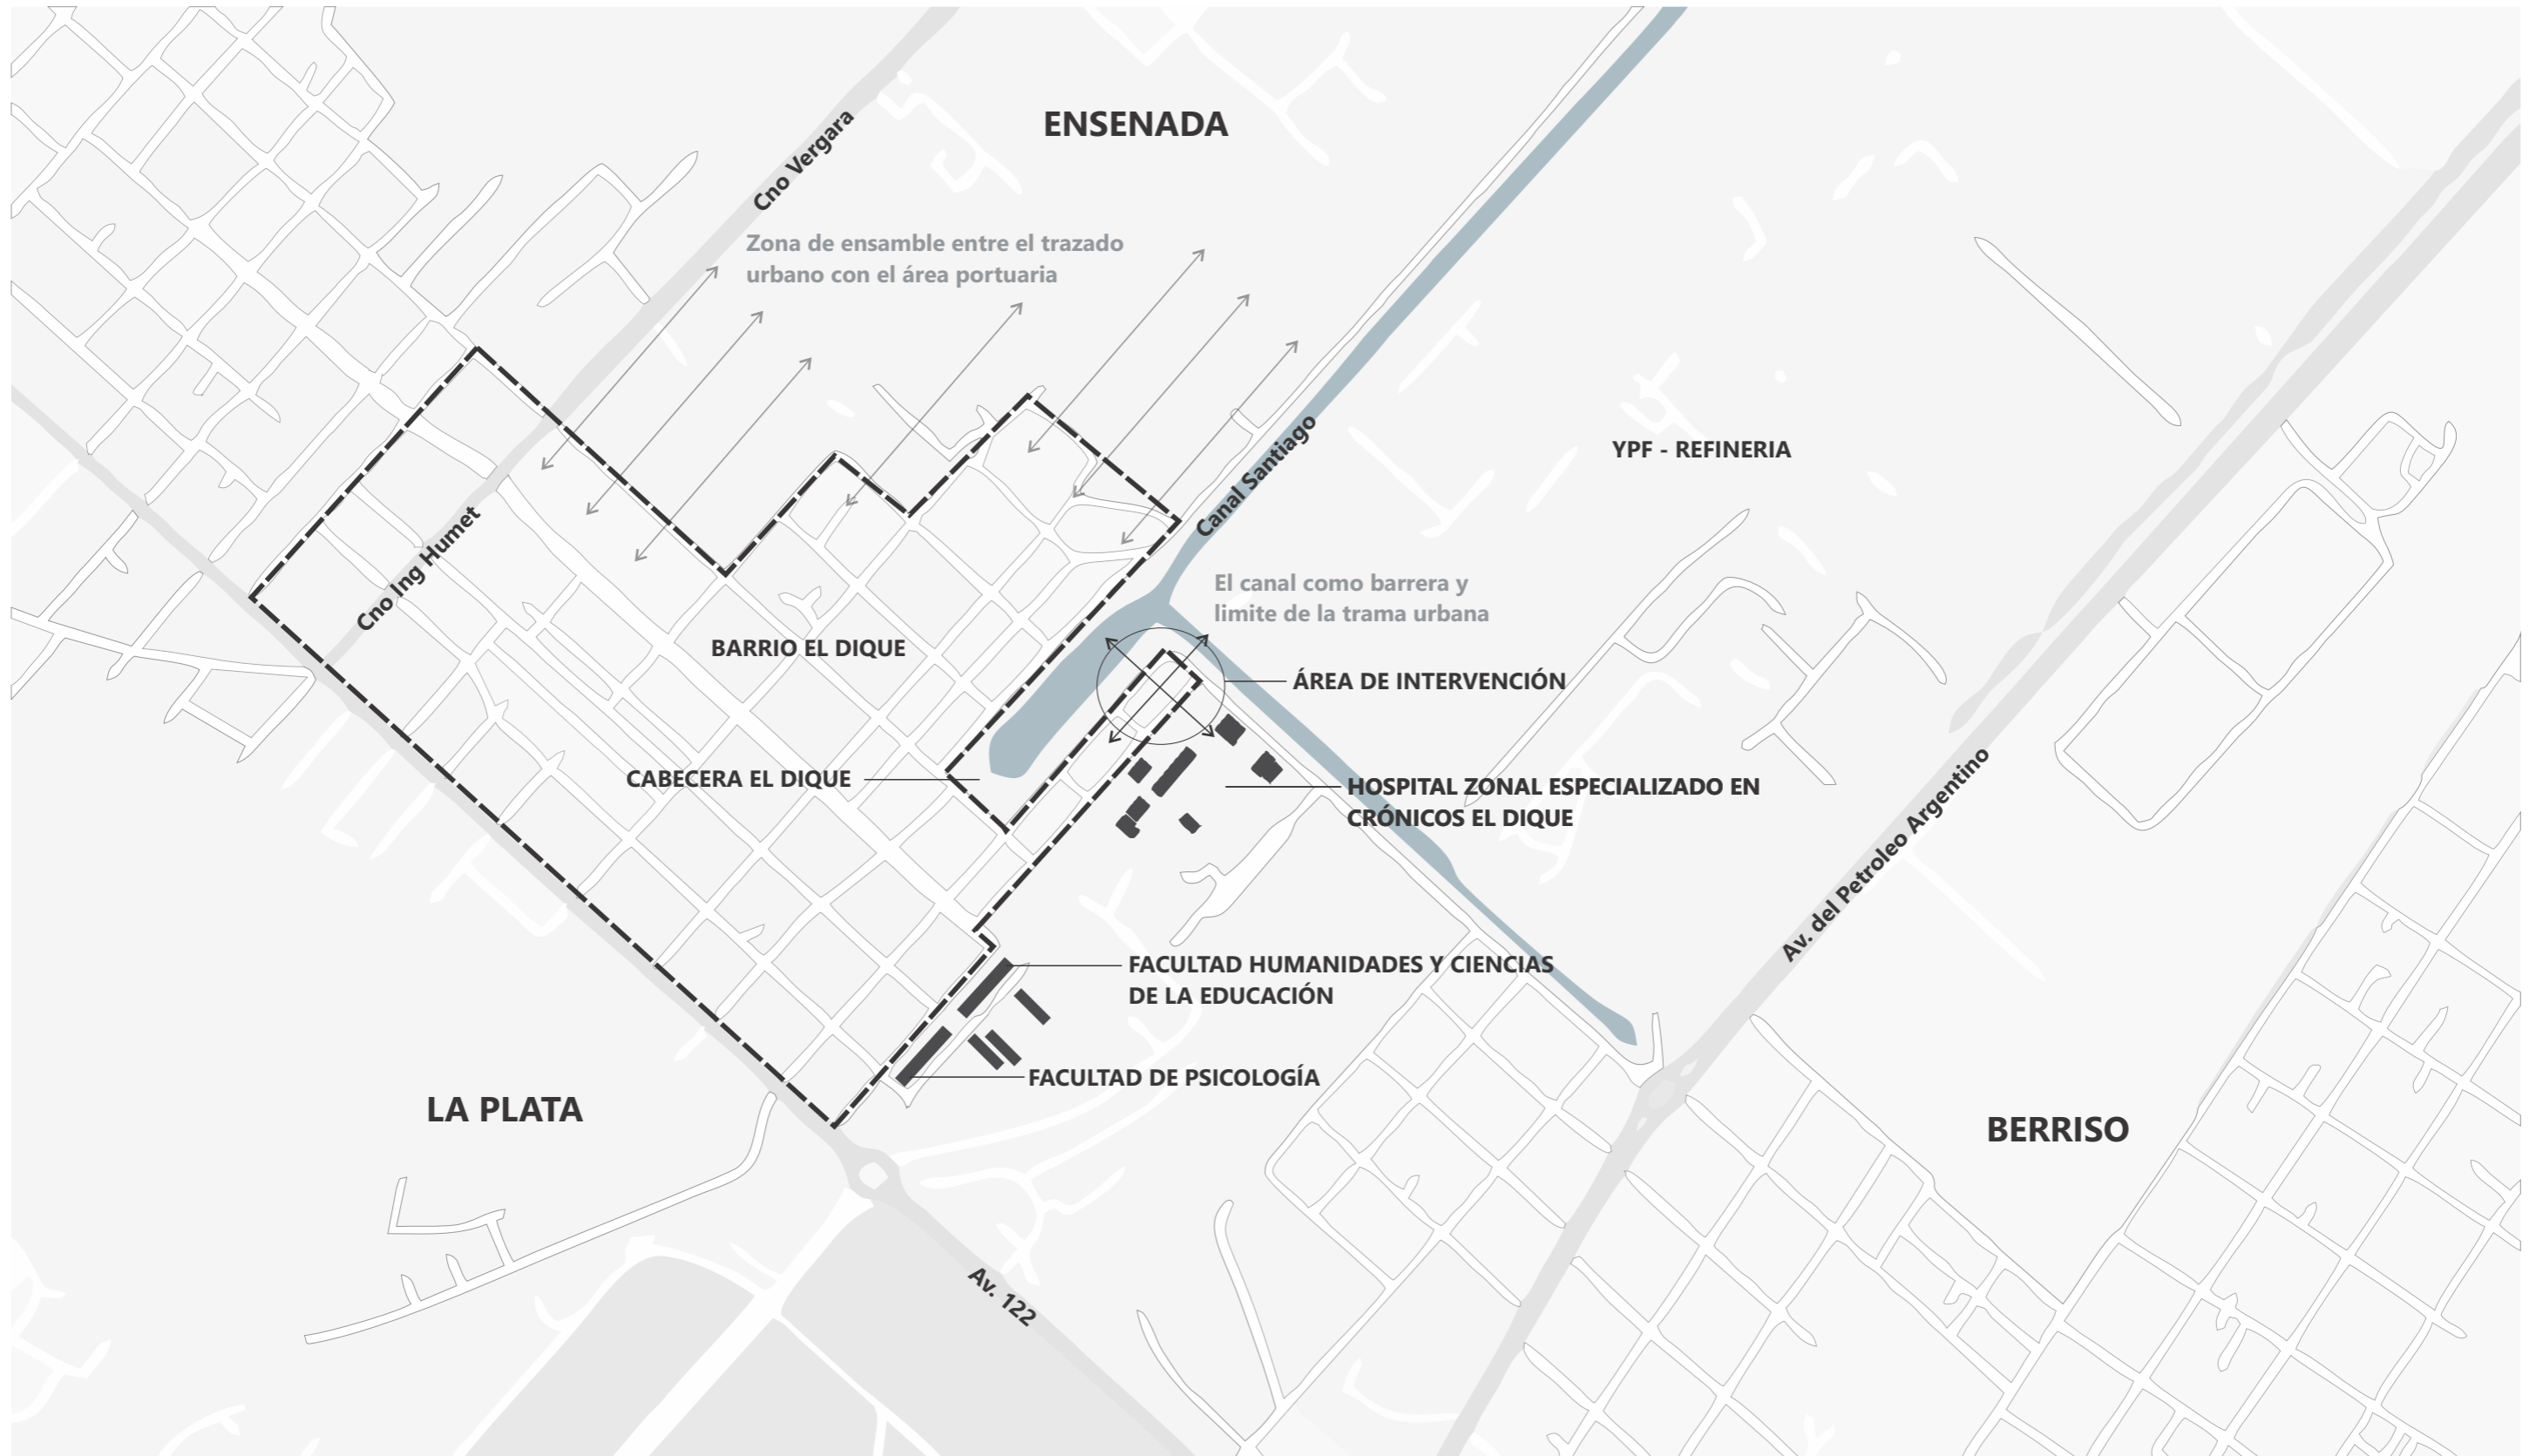 ENSENADA
Cno Vergara
Zona de ensamble entre el trazado
urbano con el área portuaria
Canal Santiago
YPF - REFINERIA
Cno Ing Humet
El canal como barrera y
limite de la trama urbana
BARRIO EL DIQUE
ÁREA DE INTERVENCIÓN
CABECERA EL DIQUE
HOSPITAL ZONAL ESPECIALIZADO EN
CRÓNICOS EL DIQUE
Av. del Petroleo Argentino
FACULTAD HUMANIDADES Y CIENCIAS
DE LA EDUCACIÓN
FACULTAD DE PSICOLOGÍA
LA PLATA
BERRISO
Av. 122